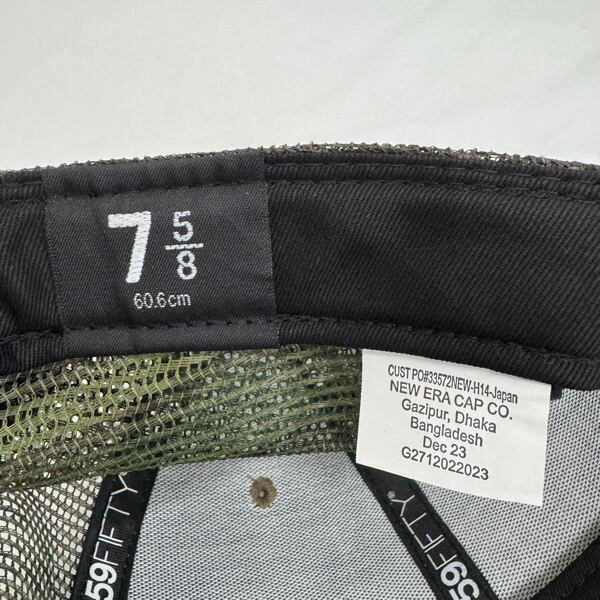 7 5/8
60.6cm
CUST PO#33572NEW-H14-Japan
NEW ERA CAP CO.
Gazipur, Dhaka
Bangladesh
Dec 23
G2712022023
59FIFTY
59FIFTY